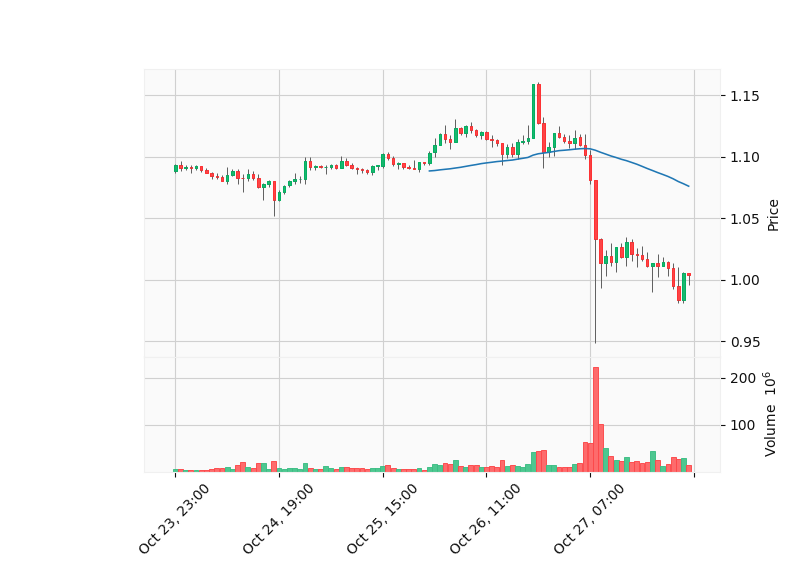 1.15
1.10
1.05
1.00
0.95
Price
200
100
Volume 10^6
Oct 23, 23:00
Oct 24, 19:00
Oct 25, 15:00
Oct 26, 11:00
Oct 27, 07:00